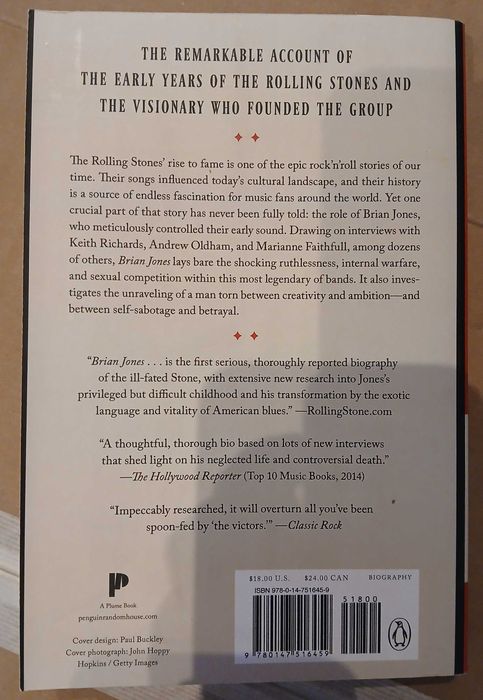 THE REMARKABLE ACCOUNT OF
THE EARLY YEARS OF THE ROLLING STONES AND
THE VISIONARY WHO FOUNDED THE GROUP
The Rolling Stones' rise to fame is one of the epic rock'n'roll stories of our
time. Their songs influenced today's cultural landscape, and their history
is a source of endless fascination for music fans around the world. Yet one
crucial part of that story has never been fully told: the role of Brian Jones,
who meticulously controlled their early sound. Drawing on interviews with
Keith Richards, Andrew Oldham, and Marianne Faithfull, among dozens
of others, Brian Jones lays bare the shocking ruthlessness, internal warfare,
and sexual competition within this most legendary of bands. It also inves-
tigates the unraveling of a man torn between creativity and ambition—and
between self-sabotage and betrayal.
“Brian Jones . . . is the first serious, thoroughly reported biography
of the ill-fated Stone, with extensive new research into Jones's
privileged but difficult childhood and his transformation by the exotic
language and vitality of American blues.” —RollingStone.com
“A thoughtful, thorough bio based on lots of new interviews
that shed light on his neglected life and controversial death.”
—The Hollywood Reporter (Top 10 Music Books, 2014)
“Impeccably researched, it will overturn all you've been
spoon-fed by ‘the victors.’” —Classic Rock
A Plume Book
penguinrandomhouse.com
Cover design: Paul Buckley
Cover photograph: John Hoppy
Hopkins / Getty Images
$18.00 U.S. $24.00 CAN BIOGRAPHY
ISBN 978-0-14-751645-9
51800
9 780147 516459